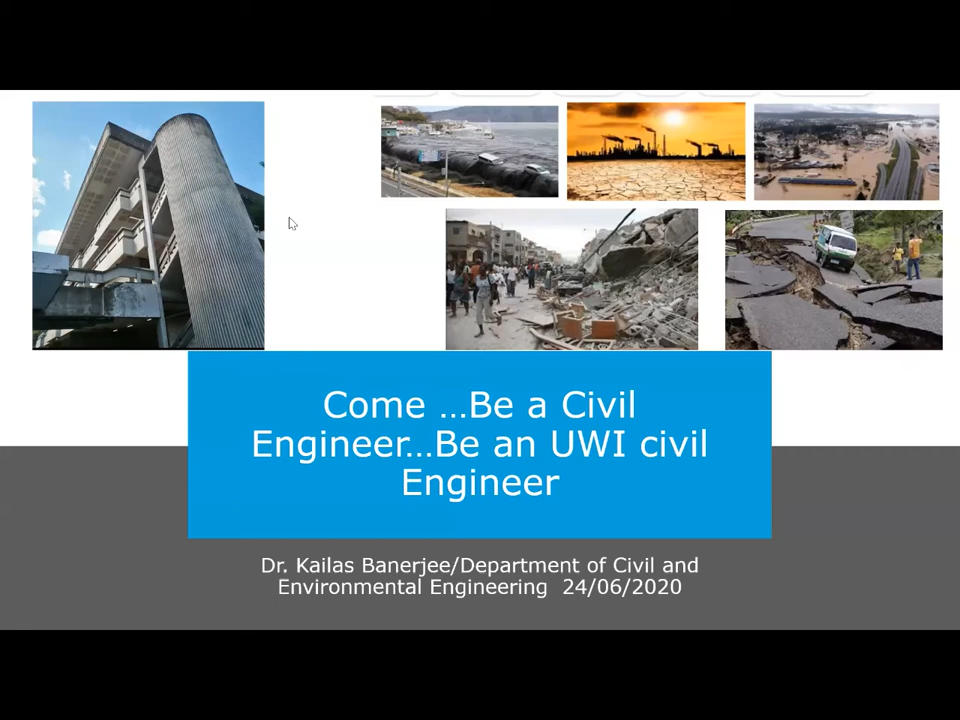 Come …Be a Civil
Engineer…Be an UWI civil
Engineer
Dr. Kailas Banerjee/Department of Civil and
Environmental Engineering 24/06/2020